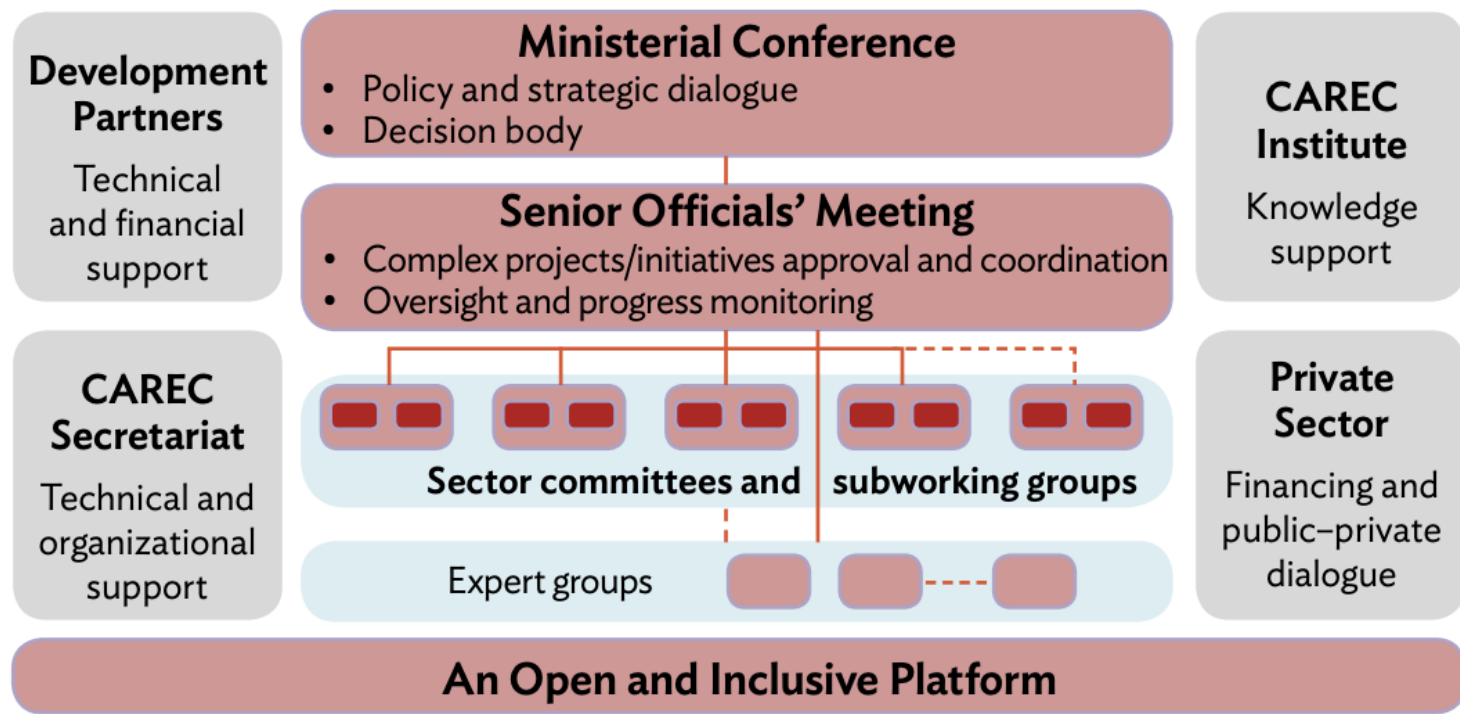 Development
Partners
Technical
and financial
support
CAREC
Secretariat
Technical and
organizational
support
Ministerial Conference
• Policy and strategic dialogue
• Decision body
Senior Officials’ Meeting
• Complex projects/initiatives approval and coordination
• Oversight and progress monitoring
Sector committees and subworking groups
Expert groups
CAREC
Institute
Knowledge
support
Private
Sector
Financing and
public–private
dialogue
An Open and Inclusive Platform